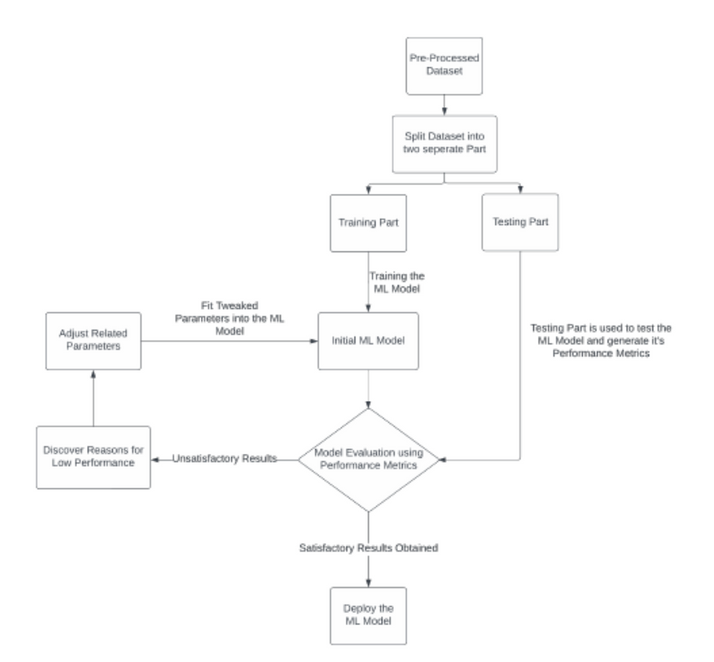 Pre-Processed
Dataset
Split Dataset into
two seperate Part
Training Part
Testing Part
Training the
ML Model
Fit Tweaked
Parameters into the ML
Model
Adjust Related
Parameters
Initial ML Model
Testing Part is used to test the
ML Model and generate it's
Performance Metrics
Discover Reasons for
Low Performance
Unsatisfactory Results
Model Evaluation using
Performance Metrics
Satisfactory Results Obtained
Deploy the
ML Model